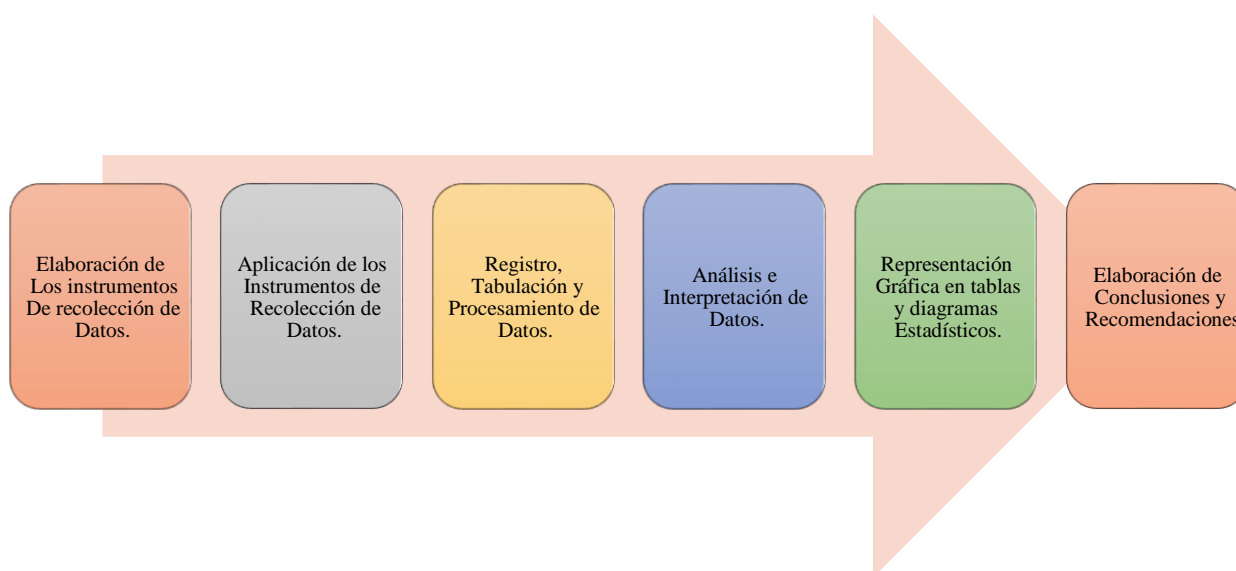 Elaboración de
Los instrumentos
De recolección de
Datos.
Aplicación de los
Instrumentos de
Recolección de
Datos.
Registro,
Tabulación y
Procesamiento de
Datos.
Análisis e
Interpretación de
Datos.
Representación
Gráfica en tablas
y diagramas
Estadísticos.
Elaboración de
Conclusiones y
Recomendaciones